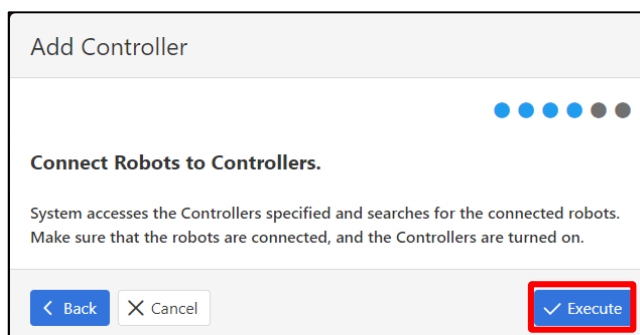 Add Controller
Connect Robots to Controllers.
System accesses the Controllers specified and searches for the connected robots.
Make sure that the robots are connected, and the Controllers are turned on.
Back
Cancel
Execute